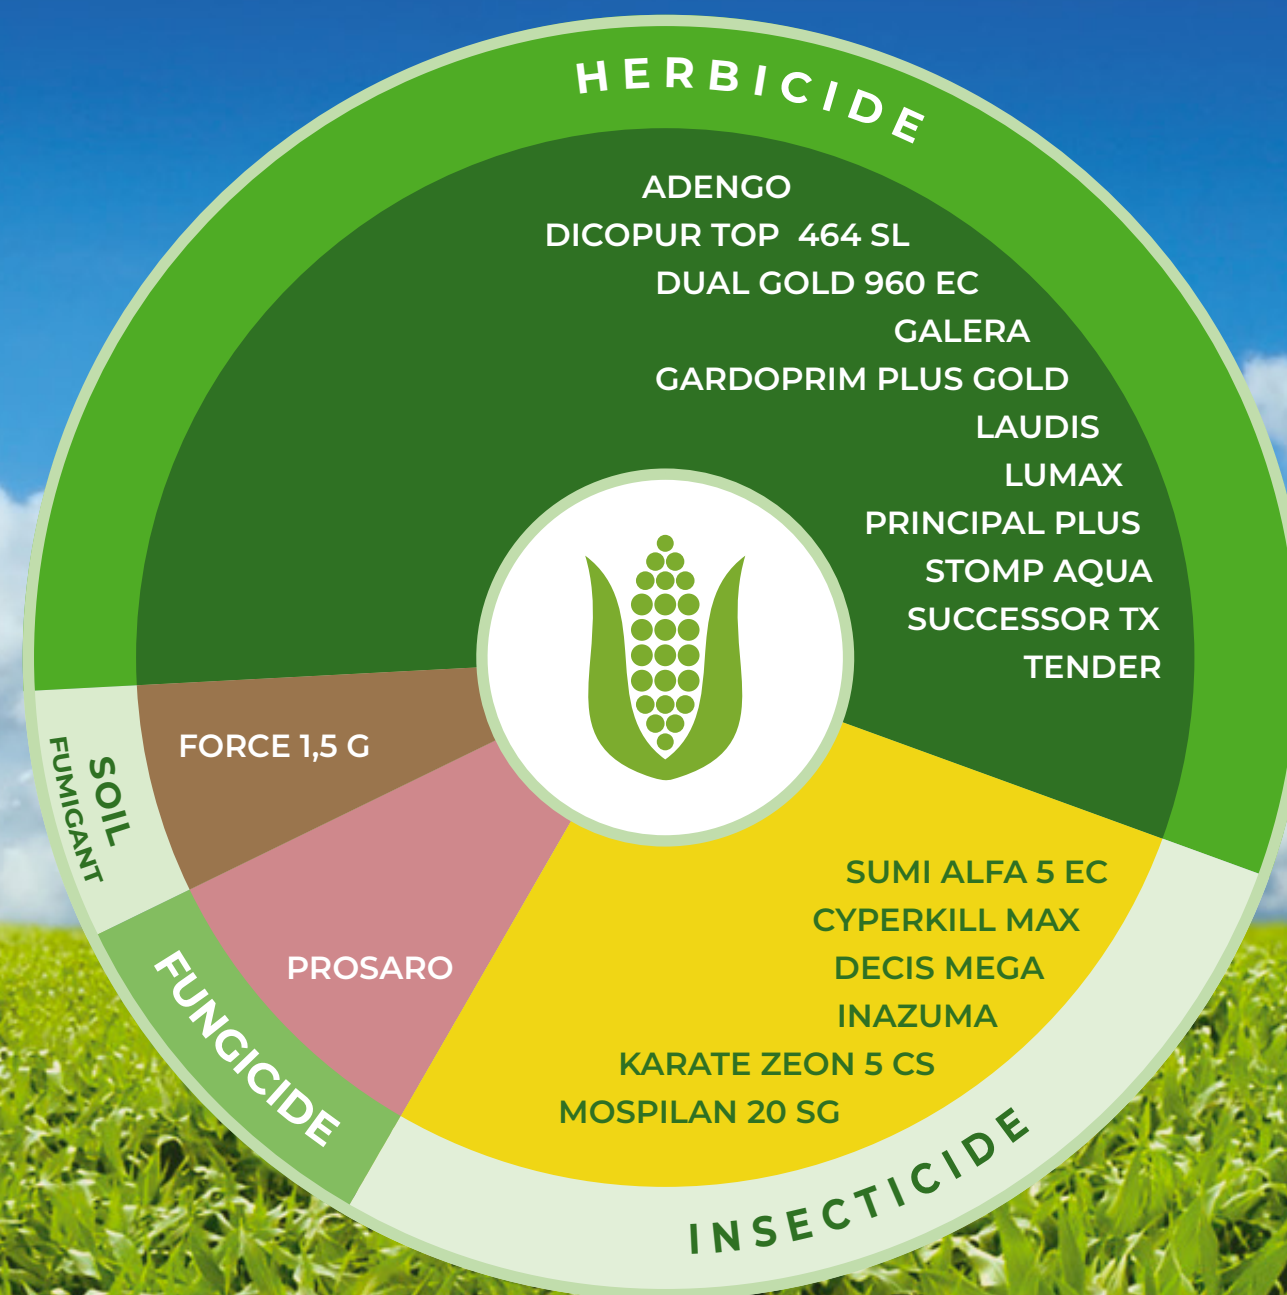 HERBICIDE
ADENGO
DICOPUR TOP 464 SL
DUAL GOLD 960 EC
GALERA
GARDOPRIM PLUS GOLD
LAUDIS
LUMAX
PRINCIPAL PLUS
STOMP AQUA
SUCCESSOR TX
TENDER
SOIL
FUMIGANT
FORCE 1,5 G
FUNGICIDE
PROSARO
SUMI ALFA 5 EC
CYPERKILL MAX
DECIS MEGA
INAZUMA
KARATE ZEON 5 CS
MOSPILAN 20 SG
INSECTICIDE